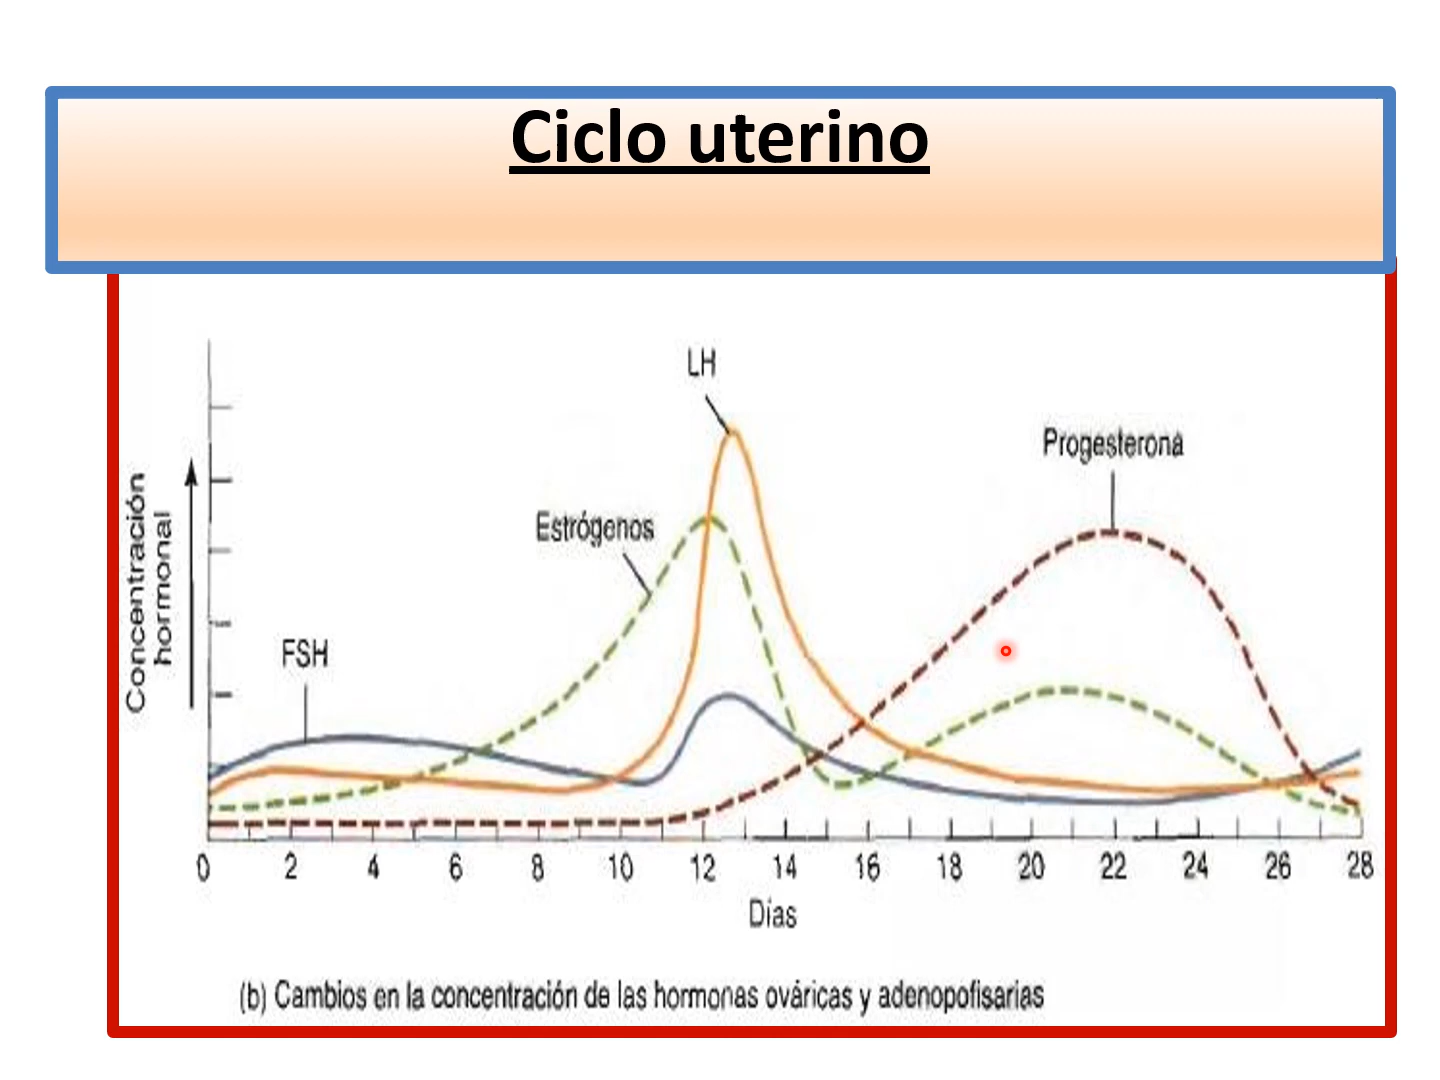 Ciclo uterino
LH
Progesterona
Estrógenos
Concentración
hormonal
FSH
0 2 4 6 8 10 12 14 16 18 20 22 24 26 28
Días
(b) Cambios en la concentración de las hormonas ováricas y adenopofisarias